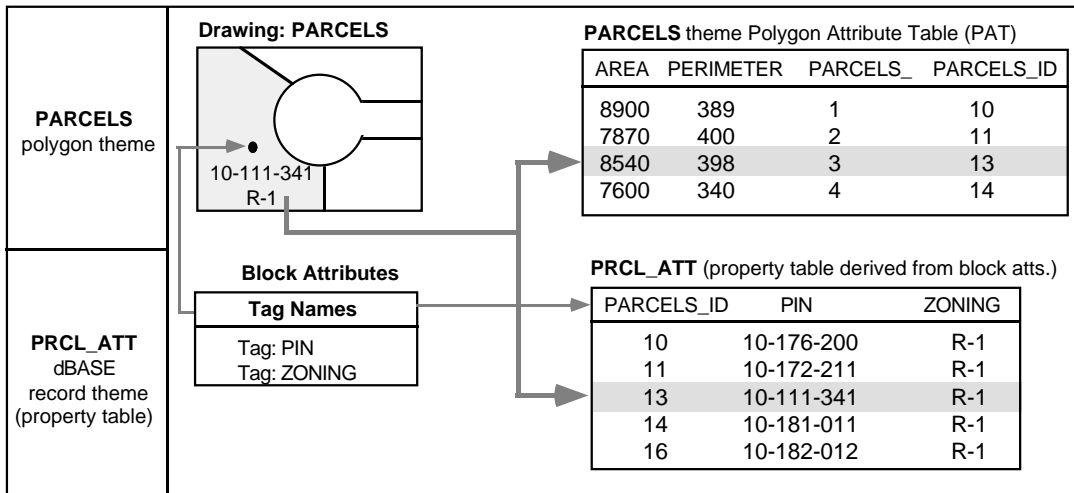 PARCELS
polygon theme
PRCL_ATT
dBASE
record theme
(property table)
Drawing: PARCELS
10-111-341
R-1
Block Attributes
Tag Names
Tag: PIN
Tag: ZONING
PARCELS theme Polygon Attribute Table (PAT)
AREA PERIMETER PARCELS_ PARCELS_ID
8900 389 1 10
7870 400 2 11
8540 398 3 13
7600 340 4 14
PRCL_ATT (property table derived from block atts.)
PARCELS_ID PIN ZONING
10 10-176-200 R-1
11 10-172-211 R-1
13 10-111-341 R-1
14 10-181-011 R-1
16 10-182-012 R-1